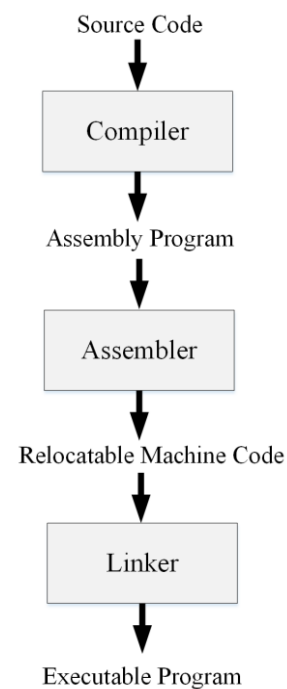 Source Code
Compiler
Assembly Program
Assembler
Relocatable Machine Code
Linker
Executable Program